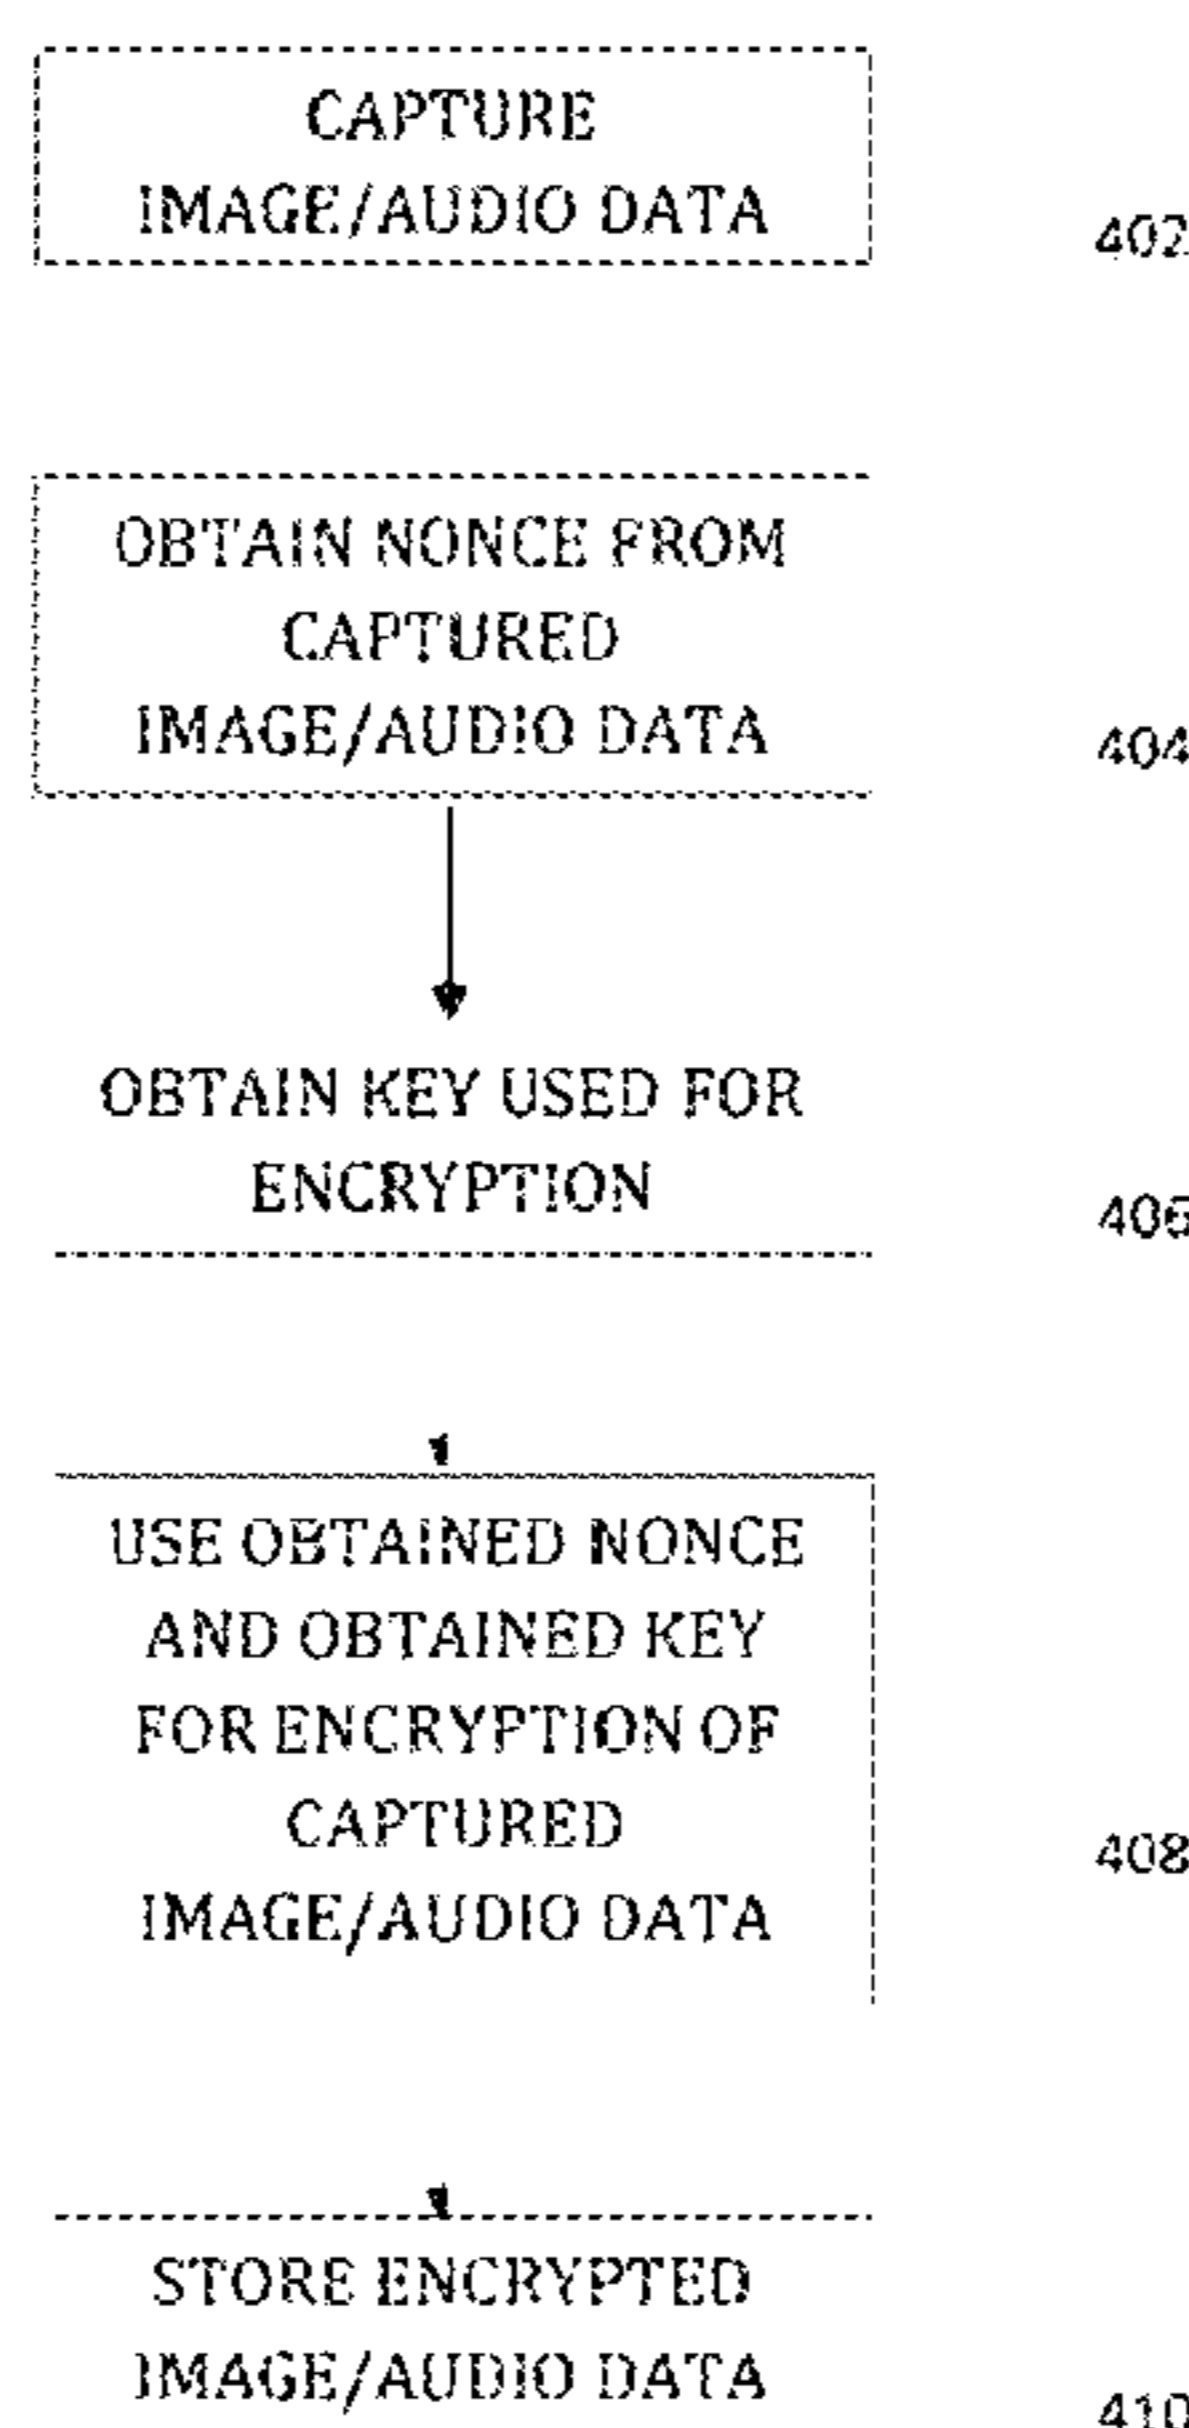 CAPTURE
IMAGE/AUDIO DATA
402
OBTAIN NONCE FROM
CAPTURED
IMAGE/AUDIO DATA
404
OBTAIN KEY USED FOR
ENCRYPTION
406
USE OBTAINED NONCE
AND OBTAINED KEY
FOR ENCRYPTION OF
CAPTURED
IMAGE/AUDIO DATA
408
STORE ENCRYPTED
IMAGE/AUDIO DATA
410